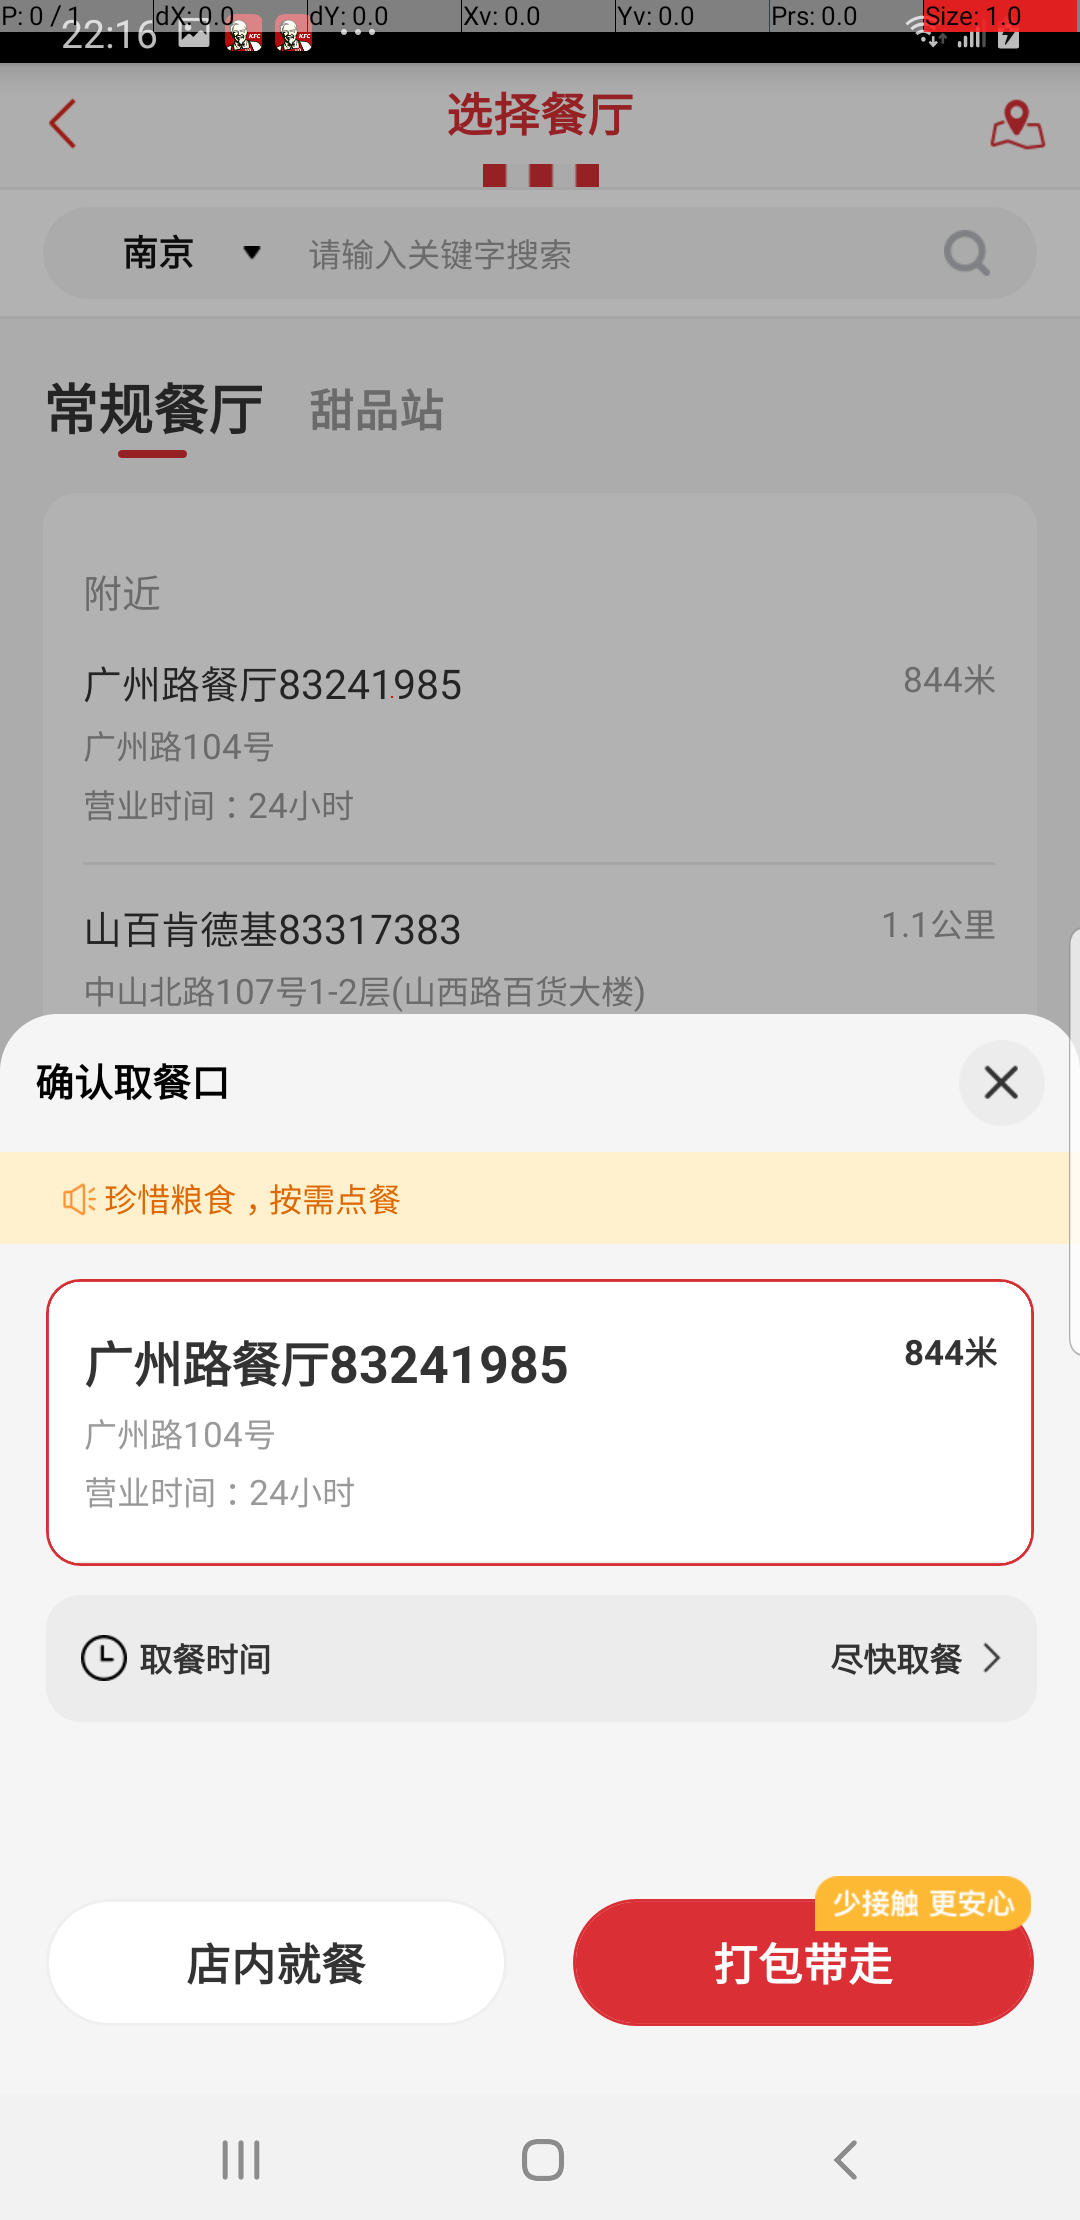 P: 0 / 1 dX: 0.0 dY: 0.0 Xv: 0.0 Yv: 0.0 Prs: 0.0 Size: 1.0
22:16 KFC KFC ...
选择餐厅
南京 请输入关键字搜索
常规餐厅 甜品站
附近
广州路餐厅83241985 844米
广州路104号
营业时间：24小时
山百肯德基83317383 1.1公里
中山北路107号1-2层(山西路百货大楼)
确认取餐口
珍惜粮食，按需点餐
广州路餐厅83241985 844米
广州路104号
营业时间：24小时
取餐时间 尽快取餐
少接触 更安心
店内就餐 打包带走